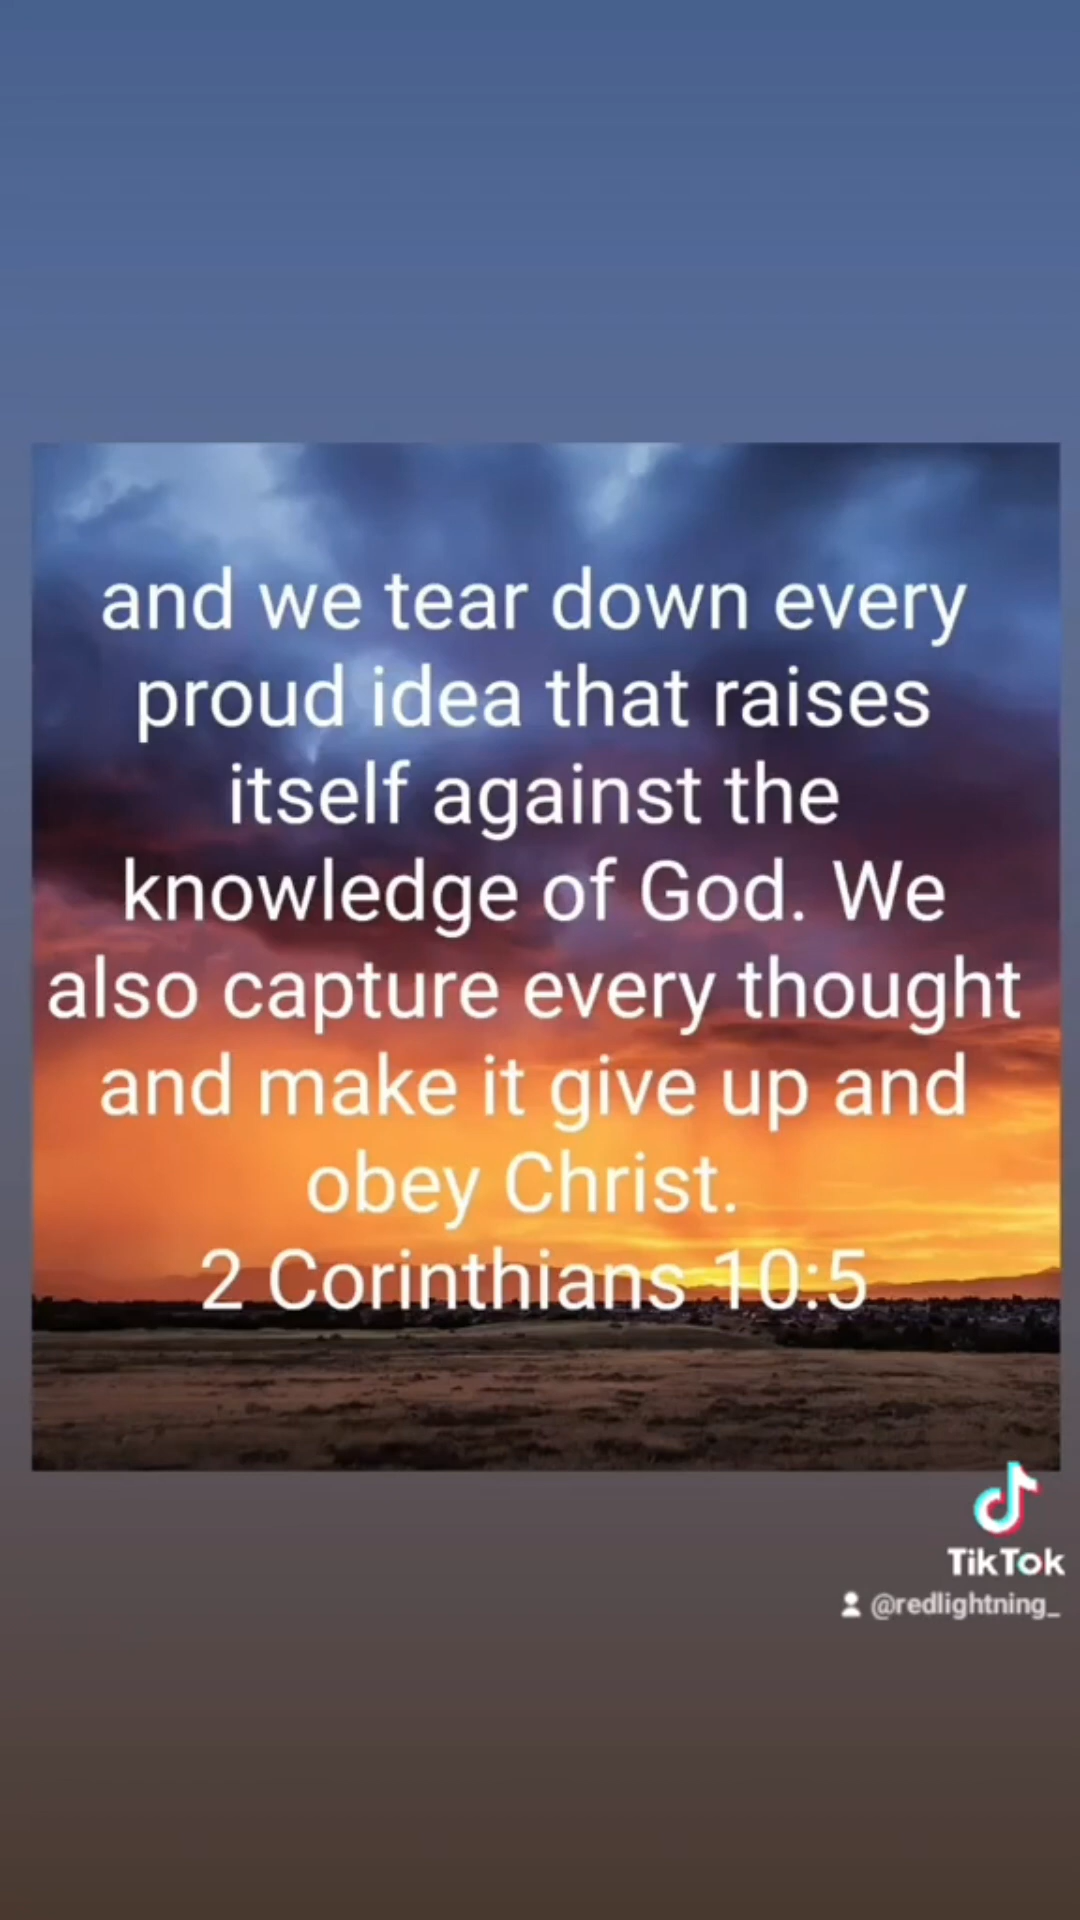 and we tear down every
proud idea that raises
itself against the
knowledge of God. We
also capture every thought
and make it give up and
obey Christ.
2 Corinthians 10:5
TikTok
@redlightning_